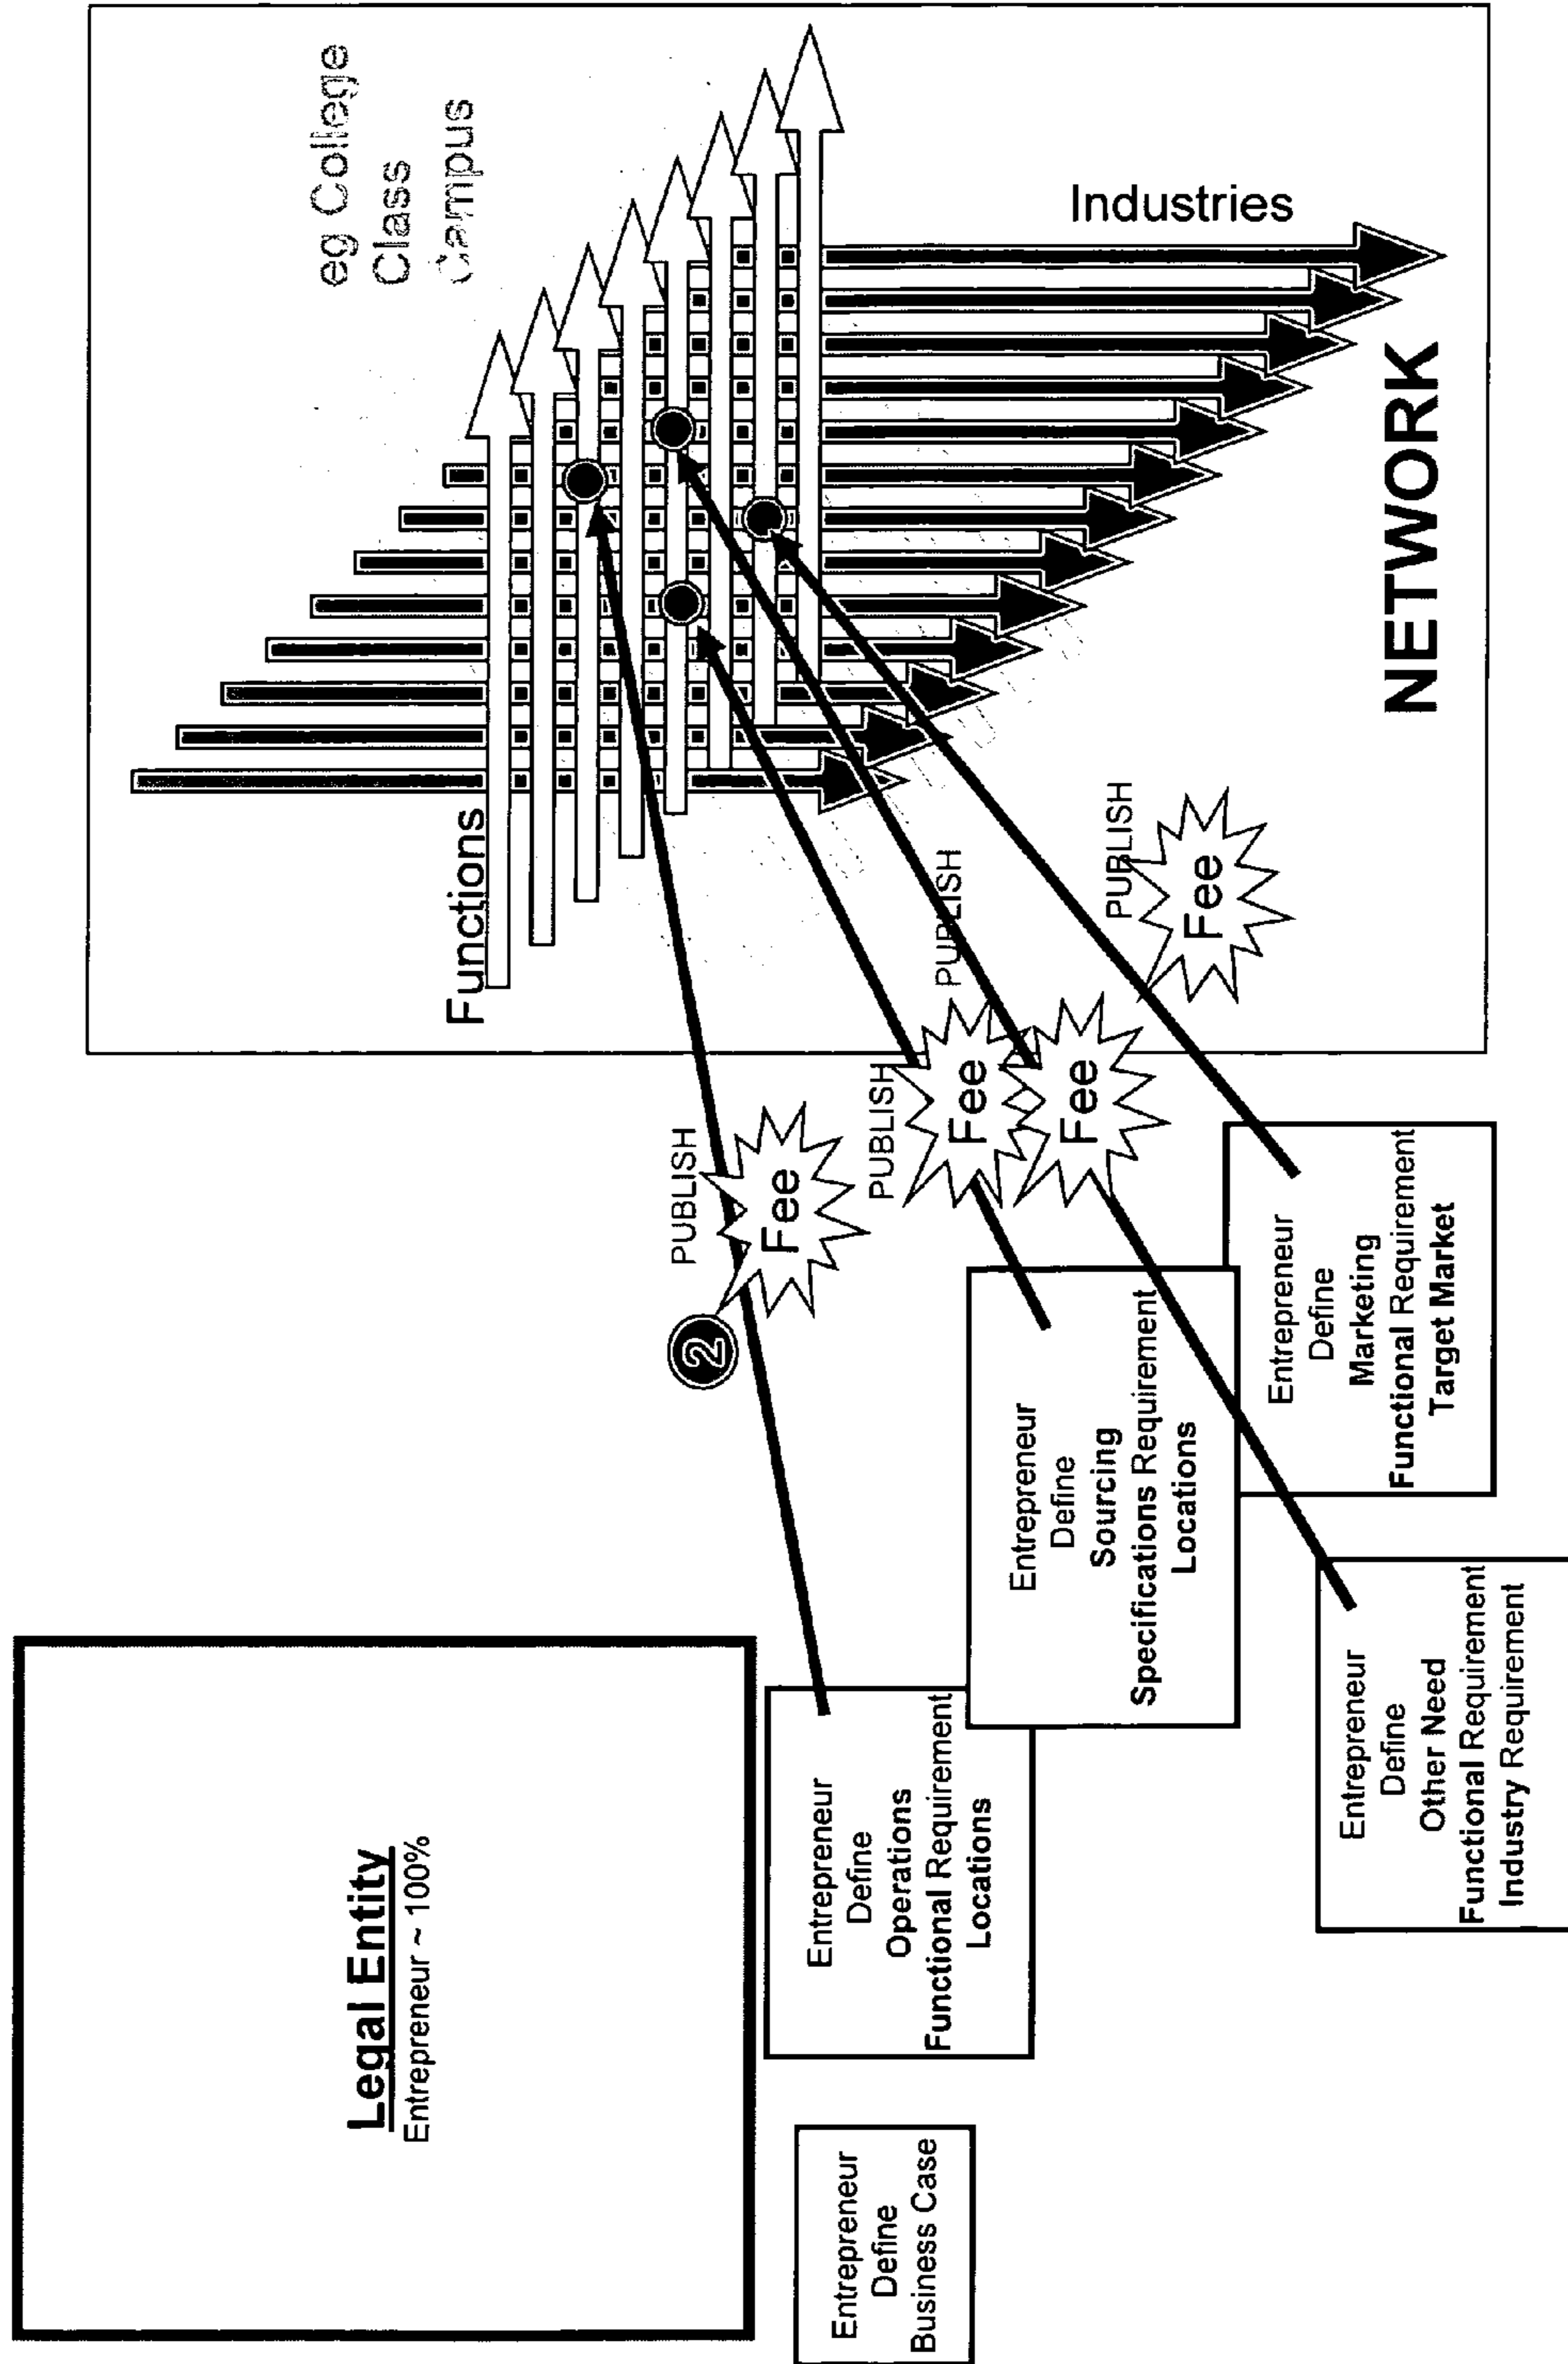 Legal Entity
Entrepreneur ~ 100%
Entrepreneur
Define
Business Case
Entrepreneur
Define
Operations
Functional Requirement
Locations
Entrepreneur
Define
Sourcing
Specifications Requirement
Locations
Entrepreneur
Define
Other Need
Functional Requirement
Industry Requirement
Entrepreneur
Define
Marketing
Functional Requirement
Target Market
2
PUBLISH
Fee
PUBLISH
Fee
PUBLISH
Fee
PUBLISH
Fee
eg College
Class
Campus
Functions
Industries
NETWORK